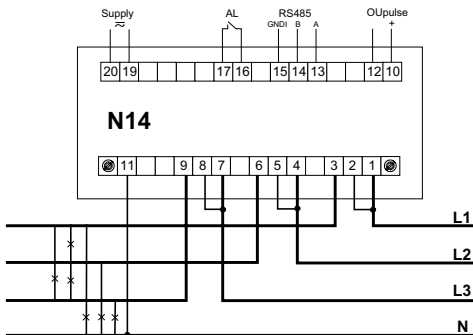 Supply AL RS485 OUpulse
≂ GNDI B A +
20 19 17 16 15 14 13 12 10
N14
11 9 8 7 6 5 4 3 2 1
L1
L2
L3
N